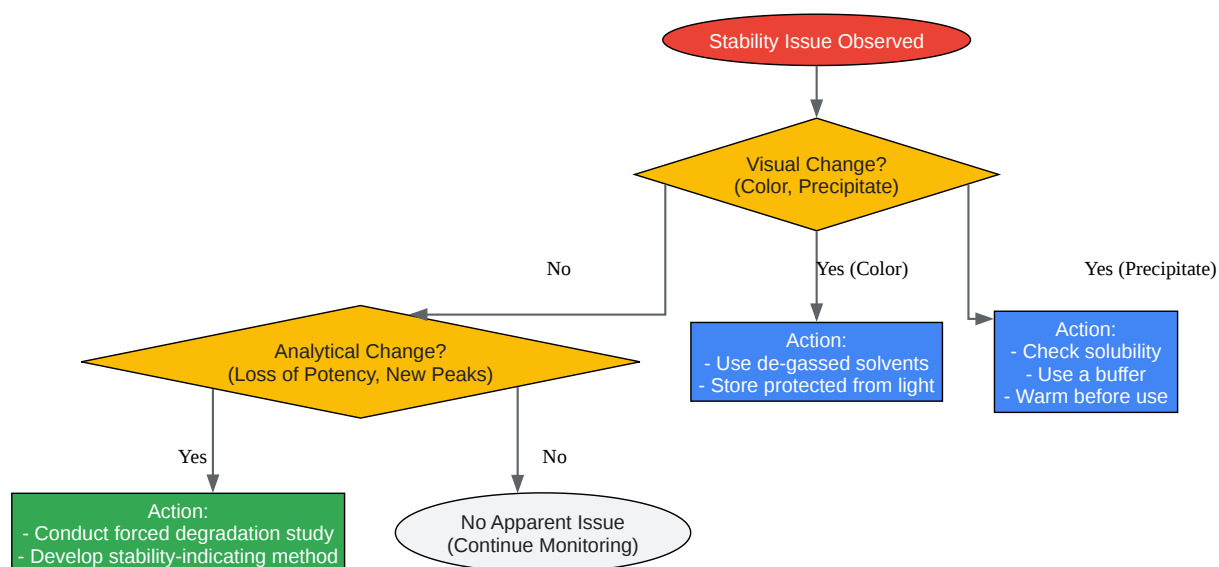 Stability Issue Observed
Visual Change?
(Color, Precipitate)
No
Yes (Color)
Yes (Precipitate)
Analytical Change?
(Loss of Potency, New Peaks)
Action:
- Use de-gassed solvents
- Store protected from light
Action:
- Check solubility
- Use a buffer
- Warm before use
Yes
No
Action:
- Conduct forced degradation study
- Develop stability-indicating method
No Apparent Issue
(Continue Monitoring)